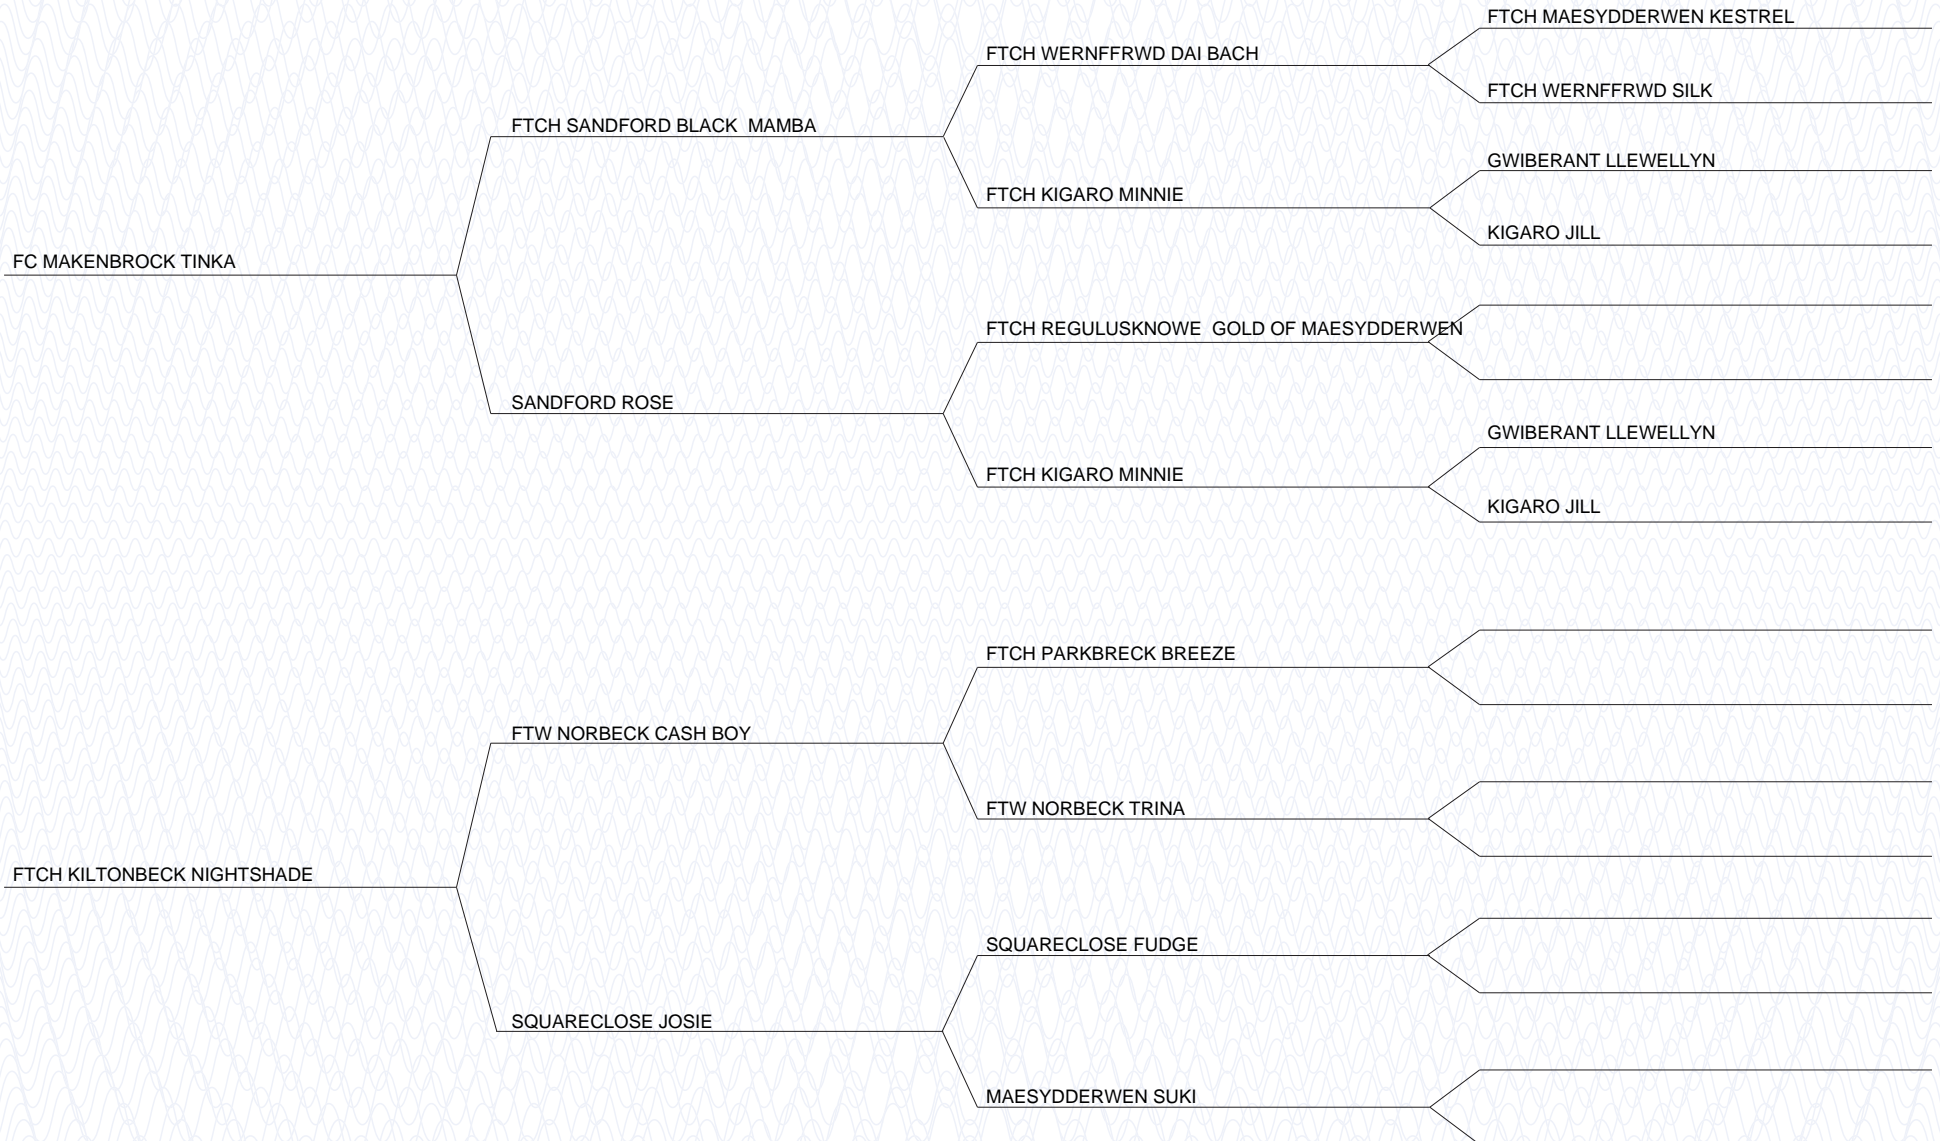 FTCH MAESYDDERWEN KESTREL
FTCH WERNFFRWD DAI BACH
FTCH WERNFFRWD SILK
FTCH SANDFORD BLACK  MAMBA
GWIBERANT LLEWELLYN
FTCH KIGARO MINNIE
KIGARO JILL
FC MAKENBROCK TINKA
FTCH REGULUSKNOWE  GOLD OF MAESYDDERWEN
SANDFORD ROSE
GWIBERANT LLEWELLYN
FTCH KIGARO MINNIE
KIGARO JILL
FTCH PARKBRECK BREEZE
FTW NORBECK CASH BOY
FTW NORBECK TRINA
FTCH KILTONBECK NIGHTSHADE
SQUARECLOSE FUDGE
SQUARECLOSE JOSIE
MAESYDDERWEN SUKI